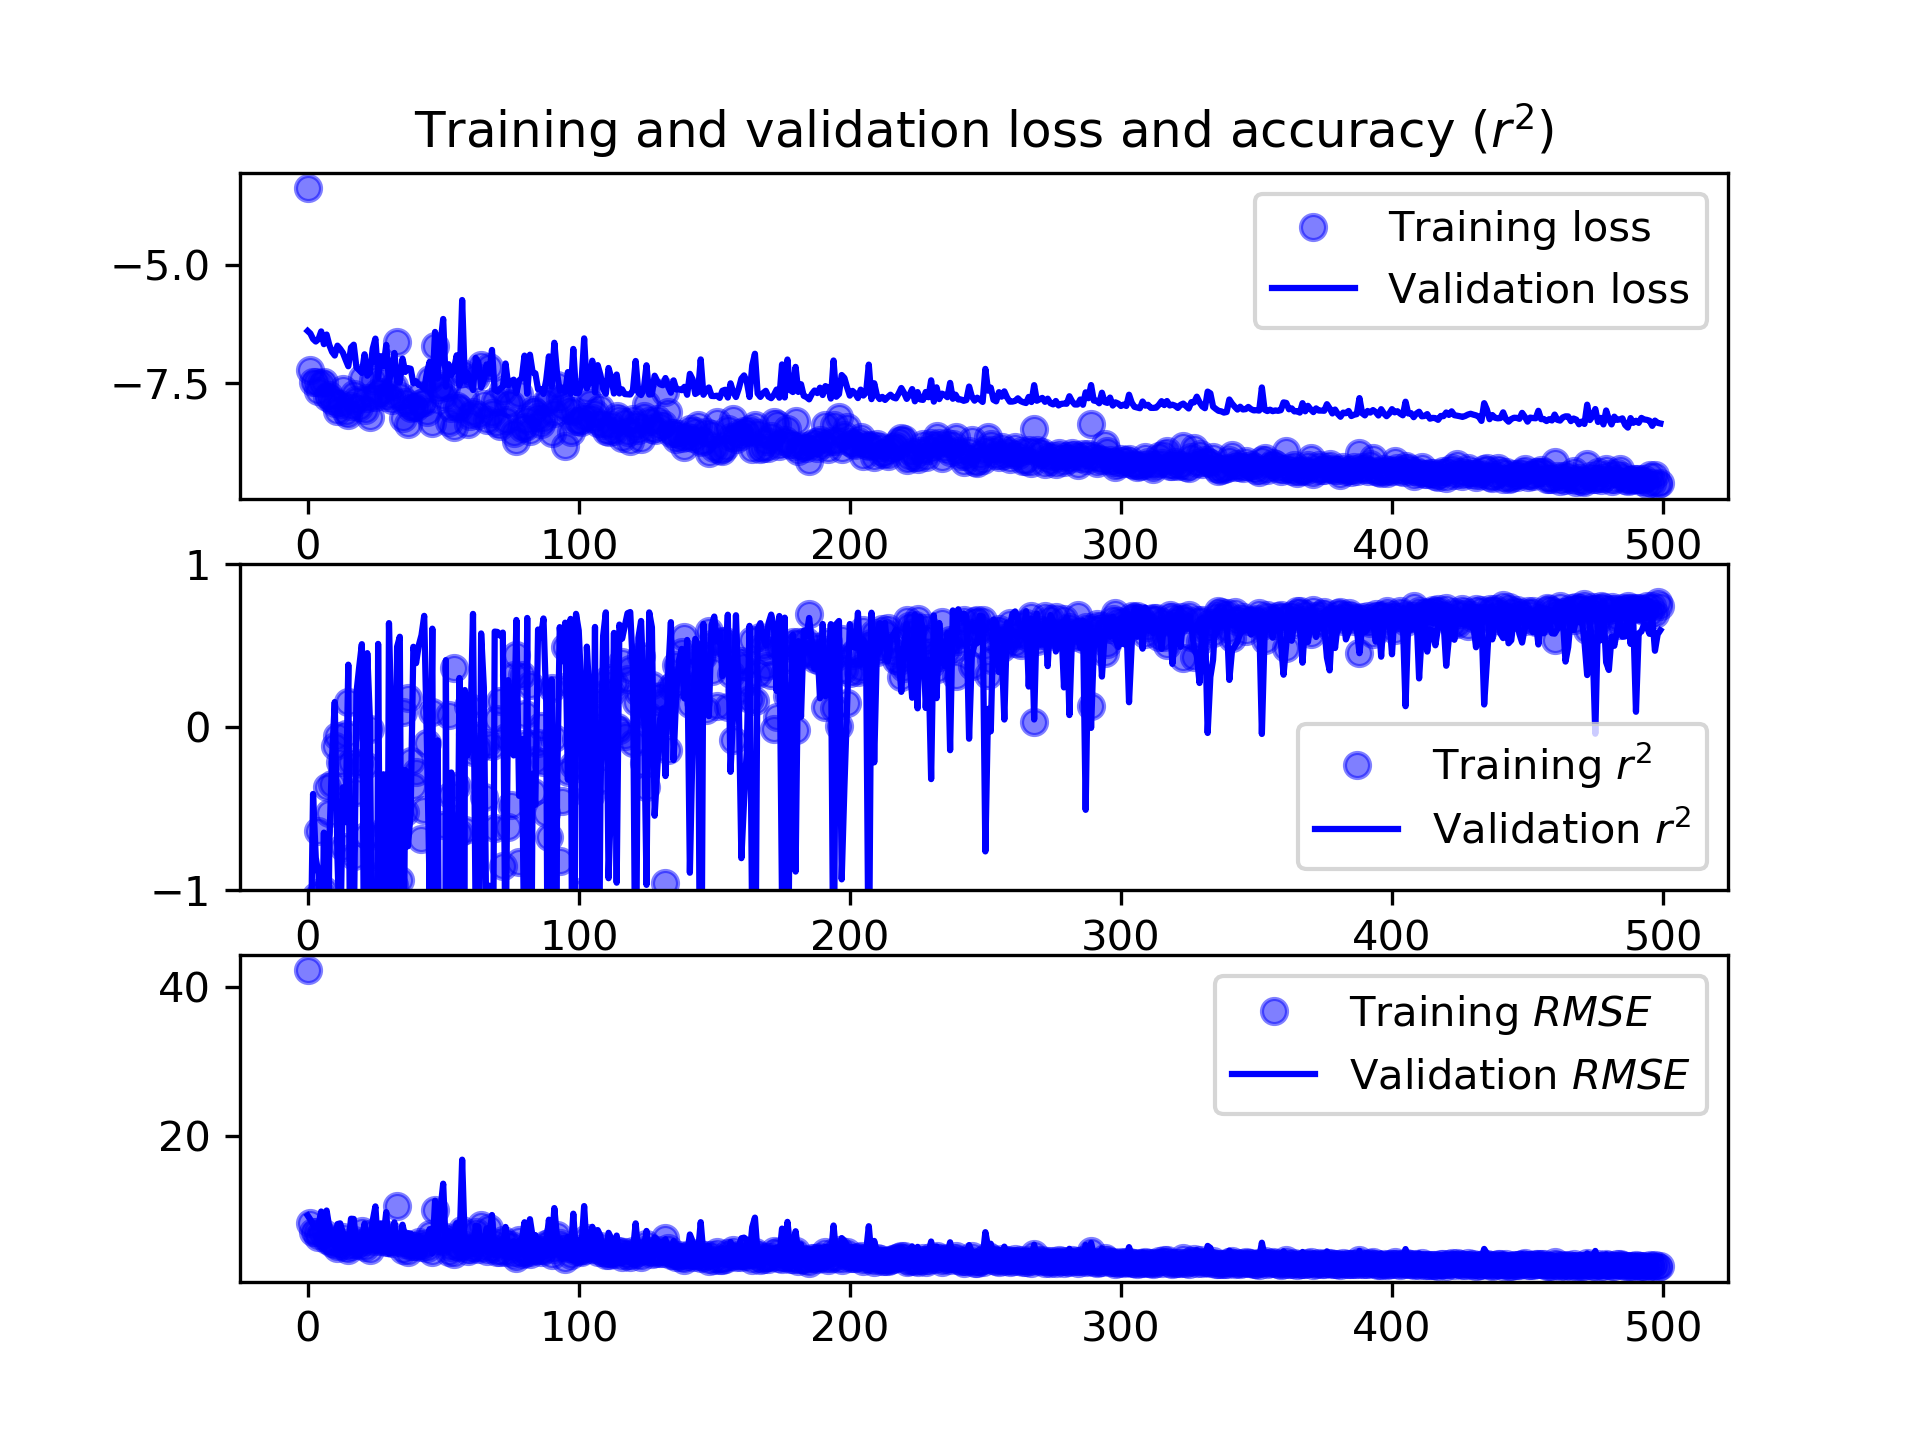 Training and validation loss and accuracy (r²)
Training loss
Validation loss
−5.0
−7.5
0 100 200 300 400 500
Training r²
Validation r²
1
0
−1
0 100 200 300 400 500
Training RMSE
Validation RMSE
40
20
0 100 200 300 400 500